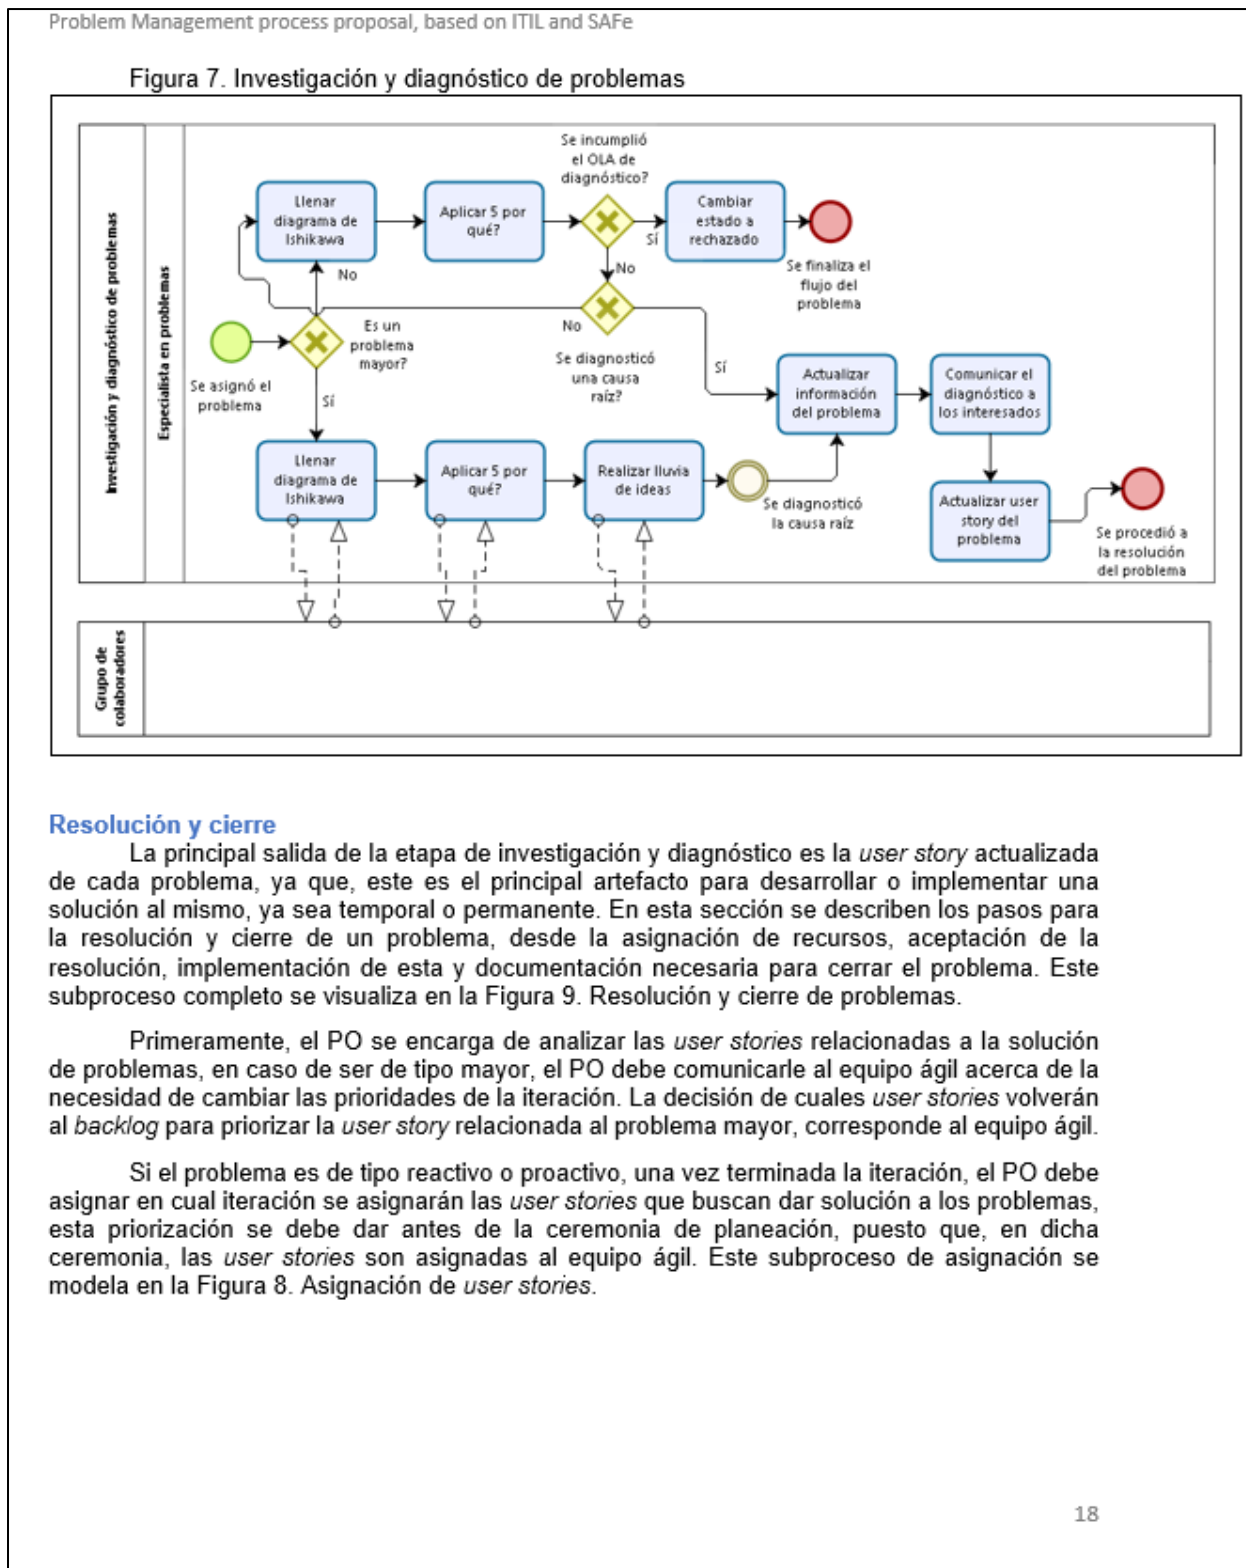 Problem Management process proposal, based on ITIL and SAFe
Figura 7. Investigación y diagnóstico de problemas
Investigación y diagnóstico de problemas
Especialista en problemas
Se asignó el
problema
Es un
problema
mayor?
No
Sí
Llenar
diagrama de
Ishikawa
Aplicar 5 por
qué?
Se incumplió
el OLA de
diagnóstico?
Sí
No
Cambiar
estado a
rechazado
Se finaliza el
flujo del
problema
No
Se diagnosticó
una causa
raíz?
Sí
Llenar
diagrama de
Ishikawa
Aplicar 5 por
qué?
Realizar lluvia
de ideas
Se diagnosticó
la causa raíz
Actualizar
información
del problema
Comunicar el
diagnóstico a
los interesados
Actualizar user
story del
problema
Se procedió a
la resolución
del problema
Grupo de
colaboradores
Resolución y cierre
La principal salida de la etapa de investigación y diagnóstico es la user story actualizada
de cada problema, ya que, este es el principal artefacto para desarrollar o implementar una
solución al mismo, ya sea temporal o permanente. En esta sección se describen los pasos para
la resolución y cierre de un problema, desde la asignación de recursos, aceptación de la
resolución, implementación de esta y documentación necesaria para cerrar el problema. Este
subproceso completo se visualiza en la Figura 9. Resolución y cierre de problemas.
Primeramente, el PO se encarga de analizar las user stories relacionadas a la solución
de problemas, en caso de ser de tipo mayor, el PO debe comunicarle al equipo ágil acerca de la
necesidad de cambiar las prioridades de la iteración. La decisión de cuales user stories volverán
al backlog para priorizar la user story relacionada al problema mayor, corresponde al equipo ágil.
Si el problema es de tipo reactivo o proactivo, una vez terminada la iteración, el PO debe
asignar en cual iteración se asignarán las user stories que buscan dar solución a los problemas,
esta priorización se debe dar antes de la ceremonia de planeación, puesto que, en dicha
ceremonia, las user stories son asignadas al equipo ágil. Este subproceso de asignación se
modela en la Figura 8. Asignación de user stories.
18